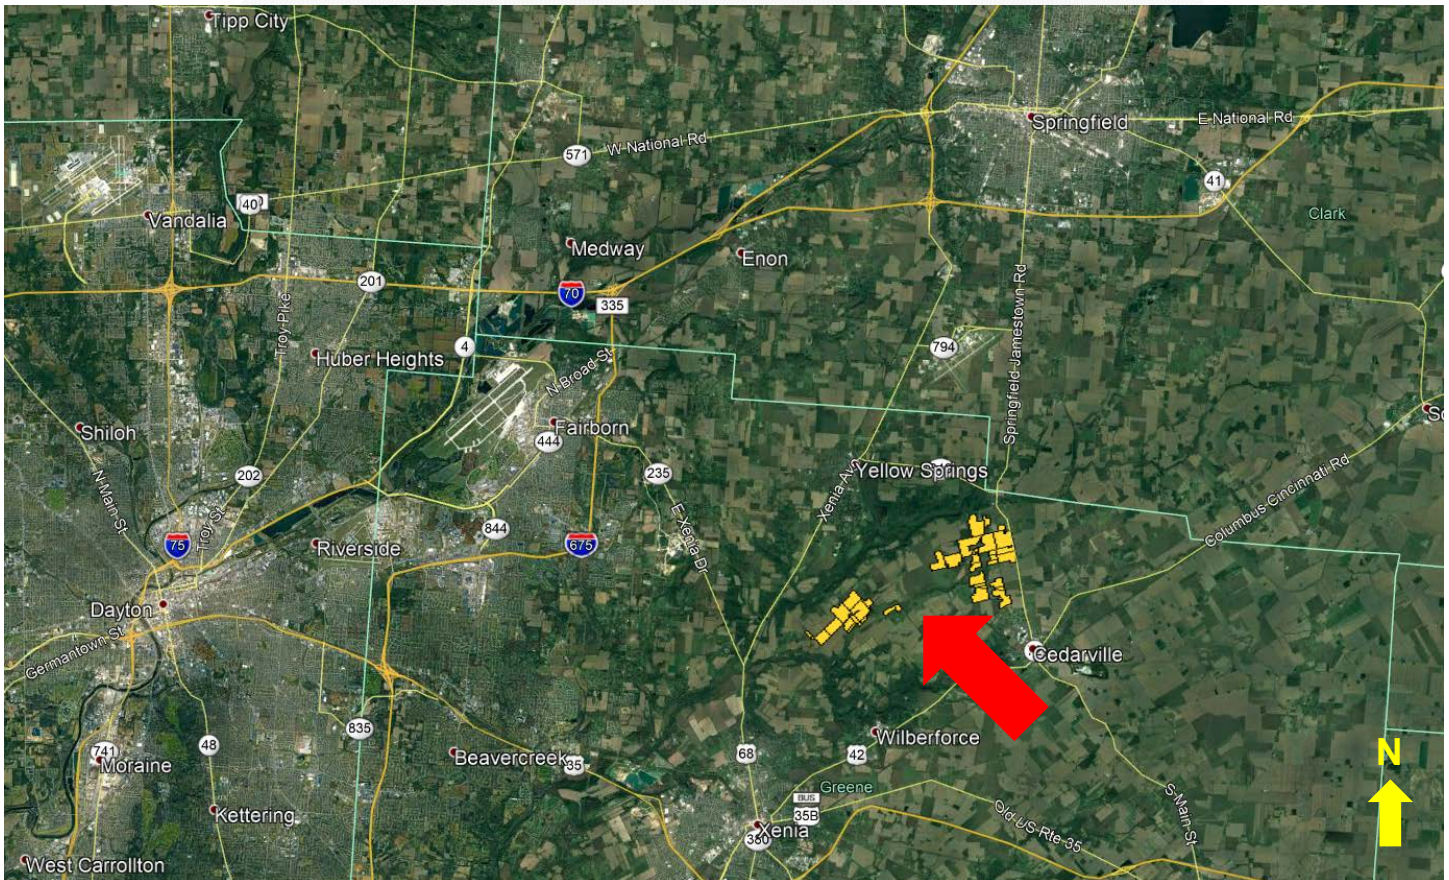 Tipp City
Springfield
E National Rd
W National Rd
571
41
40
Vandalia
Clark
Medway
Enon
201
70
335
Troy Pike
Springfield-Jamestown Rd
Huber Heights
4
794
N Broad St
Shiloh
Fairborn
444
N Main St
202
235
Xenia Av
Yellow Springs
Columbus Cincinnati Rd
Troy St
844
E Xenia Dr
75
Riverside
675
Dayton
Germantown St
Cedarville
835
Wilberforce
741
48
68
42
Moraine
Beavercreek
35
N
Greene
Kettering
BUS
35B
S Main St
Old US Rte 35
Xenia
380
West Carrollton